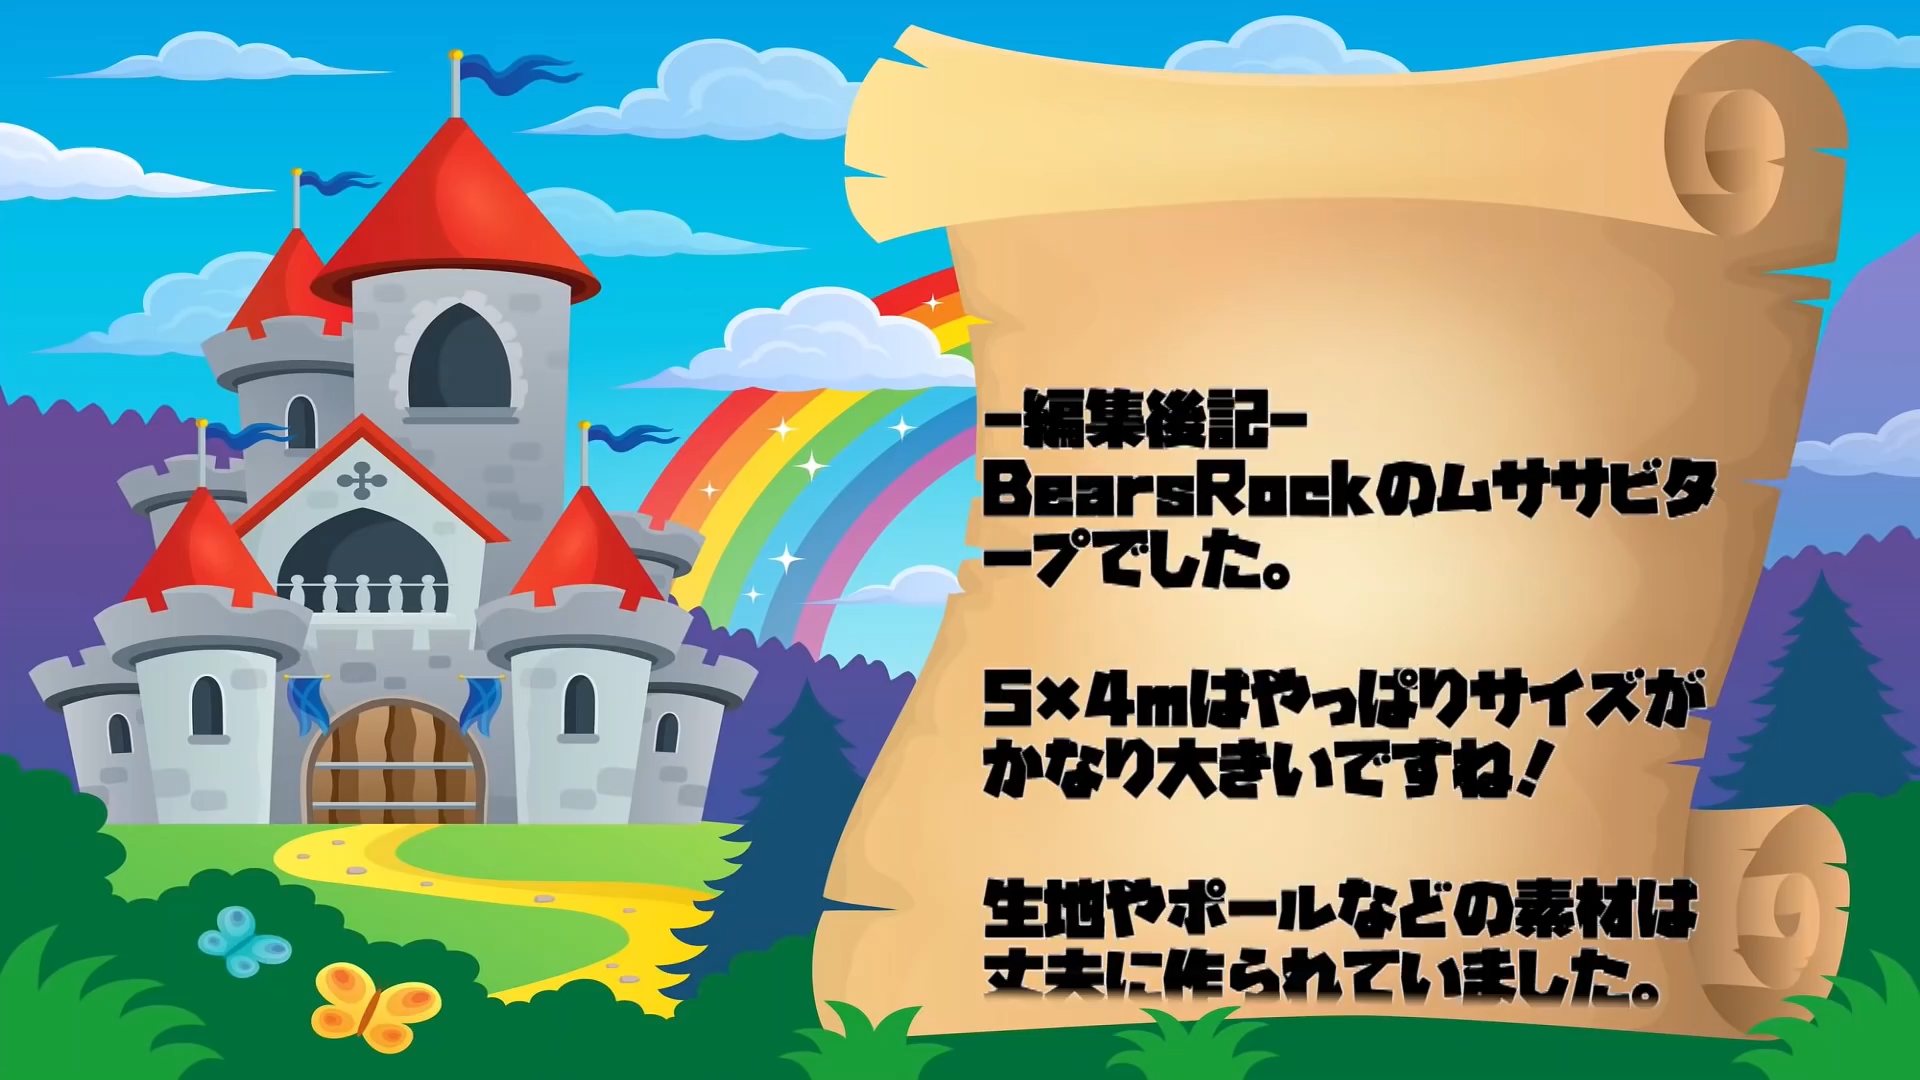 -編集後記-
BearsRockのムササビタ
ープでした。
5×4mはやっぱりサイズが
かなり大きいですね!
生地やポールなどの素材は
丈夫に作られていました。